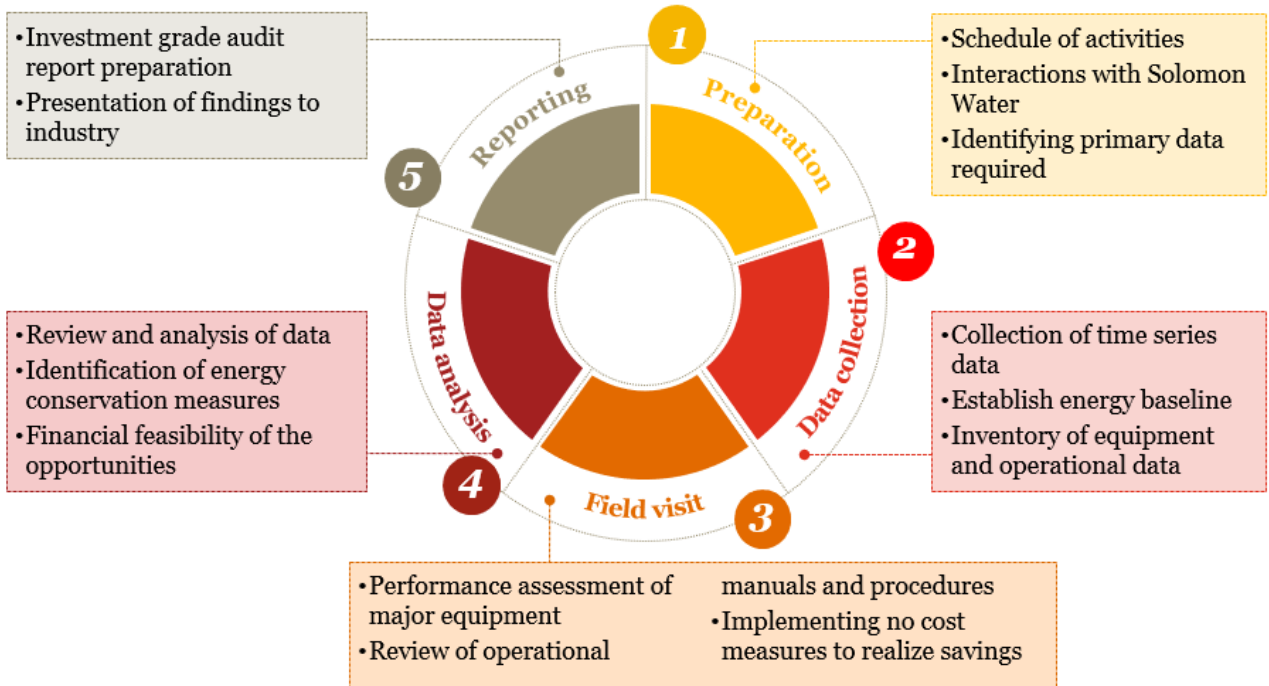 1
Preparation
• Schedule of activities
• Interactions with Solomon
Water
• Identifying primary data
required
2
Data collection
• Collection of time series
data
• Establish energy baseline
• Inventory of equipment
and operational data
3
Field visit
• Performance assessment of
major equipment
• Review of operational
manuals and procedures
• Implementing no cost
measures to realize savings
4
Data analysis
• Review and analysis of data
• Identification of energy
conservation measures
• Financial feasibility of the
opportunities
5
Reporting
• Investment grade audit
report preparation
• Presentation of findings to
industry